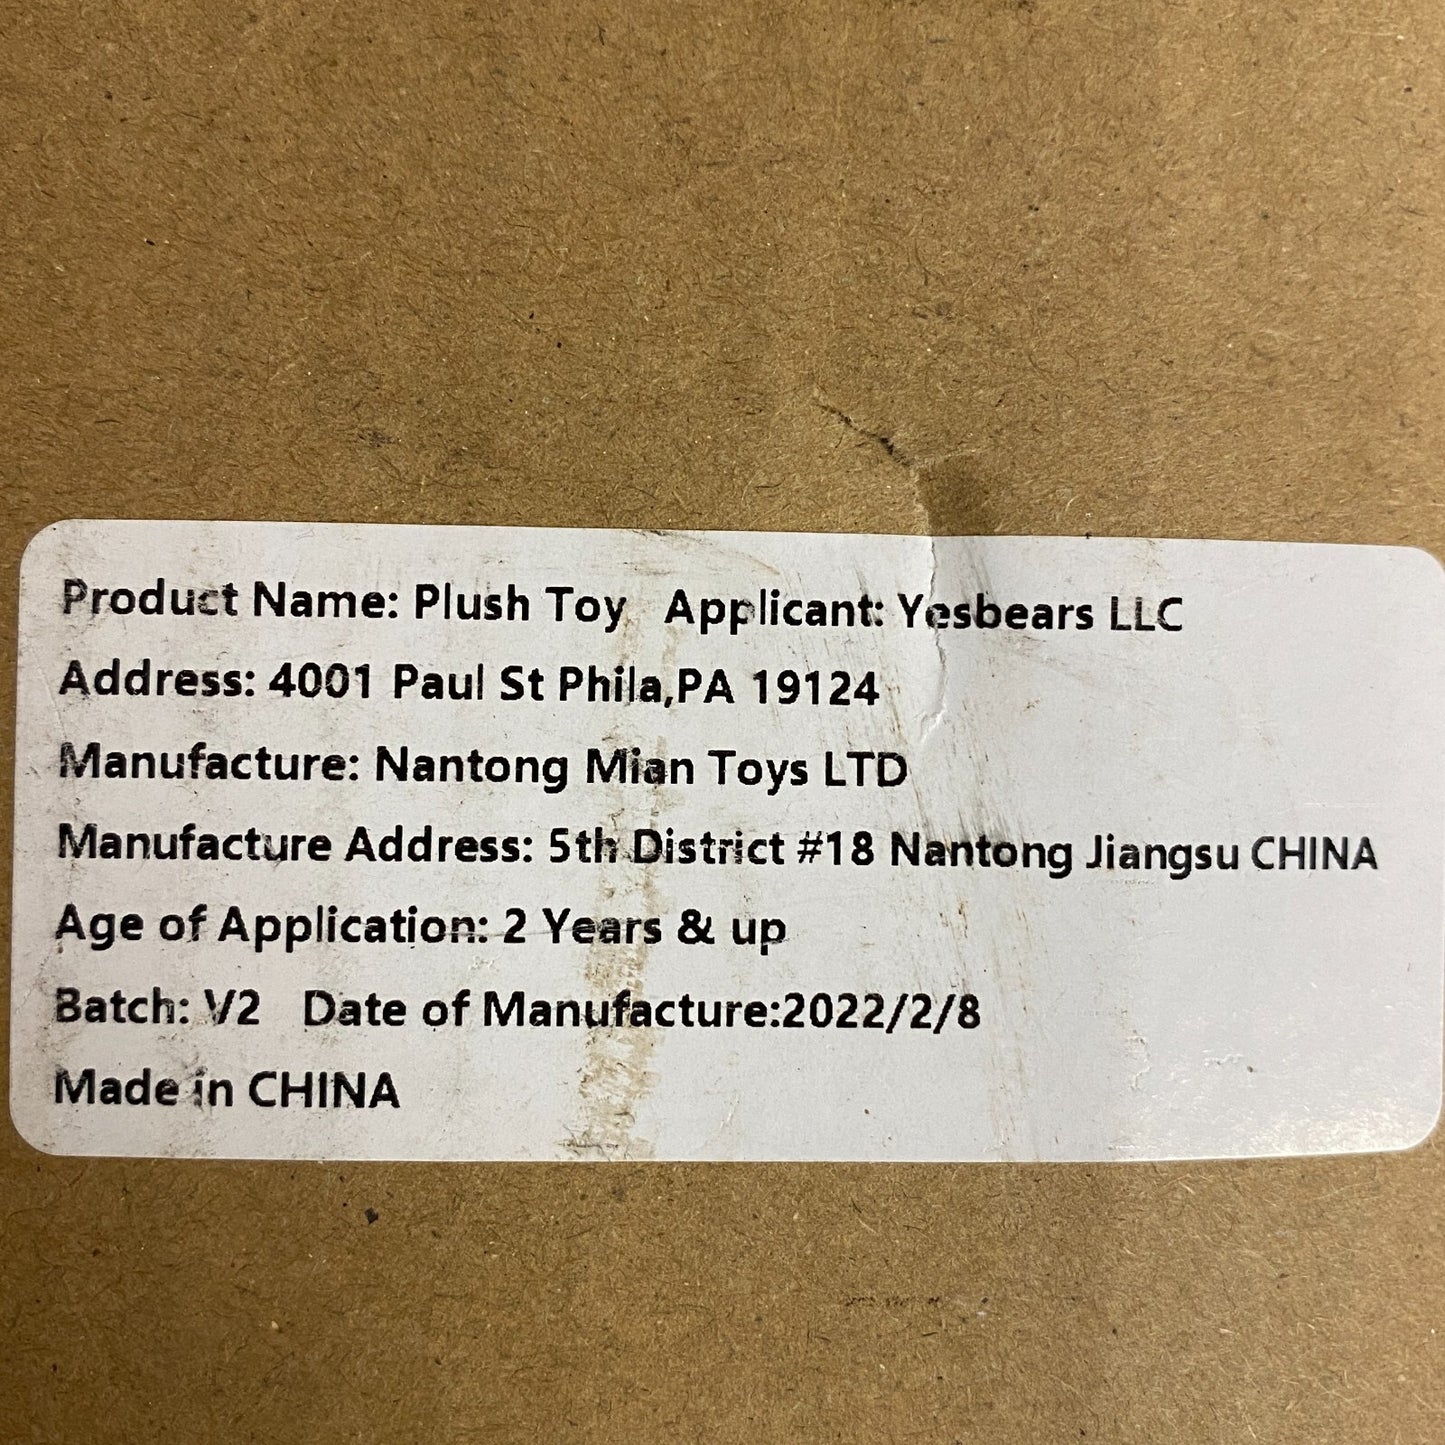 Product Name: Plush Toy Applicant: Yesbears LLC
Address: 4001 Paul St Phila,PA 19124
Manufacture: Nantong Mian Toys LTD
Manufacture Address: 5th District #18 Nantong Jiangsu CHINA
Age of Application: 2 Years & up
Batch: V2 Date of Manufacture:2022/2/8
Made in CHINA